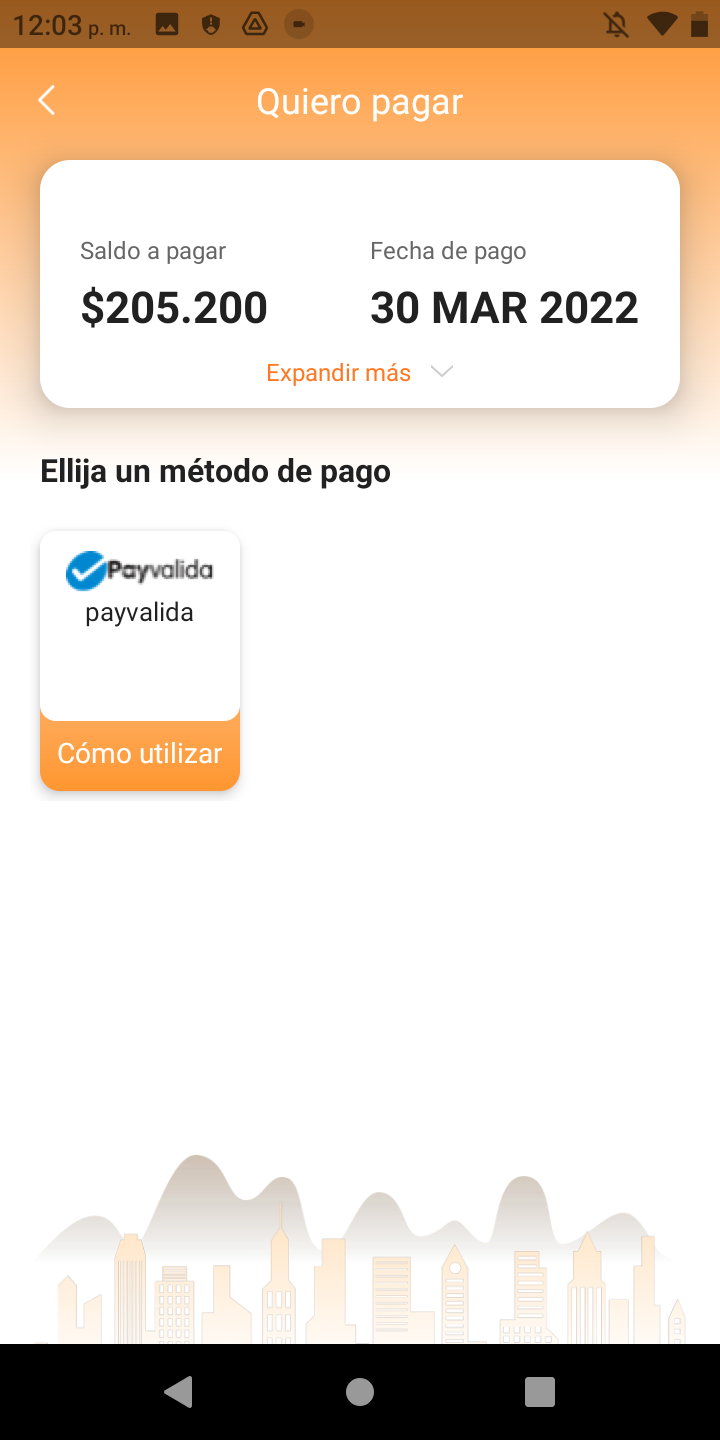 12:03 p. m.
Quiero pagar
Saldo a pagar
Fecha de pago
$205.200
30 MAR 2022
Expandir más
Ellija un método de pago
Payvalida
payvalida
Cómo utilizar